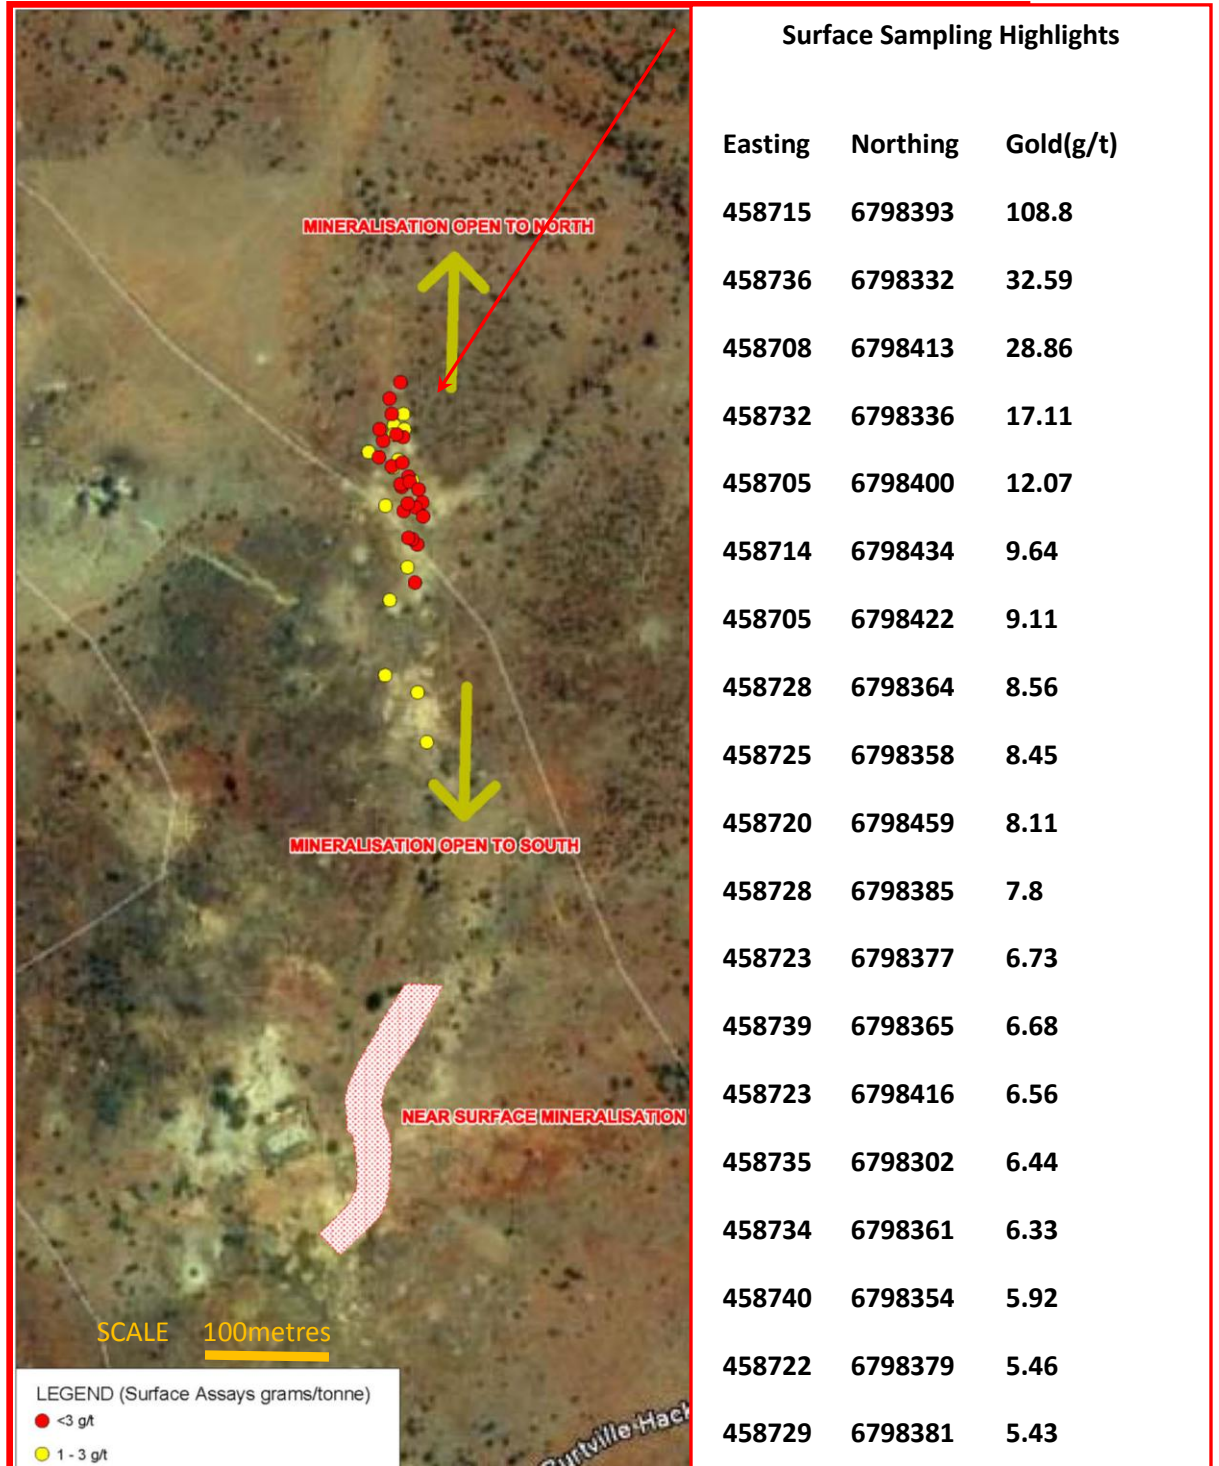 Surface Sampling Highlights
Easting Northing Gold(g/t)
458715 6798393 108.8
458736 6798332 32.59
458708 6798413 28.86
458732 6798336 17.11
458705 6798400 12.07
458714 6798434 9.64
458705 6798422 9.11
458728 6798364 8.56
458725 6798358 8.45
458720 6798459 8.11
458728 6798385 7.8
458723 6798377 6.73
458739 6798365 6.68
458723 6798416 6.56
458735 6798302 6.44
458734 6798361 6.33
458740 6798354 5.92
458722 6798379 5.46
458729 6798381 5.43
MINERALISATION OPEN TO NORTH
MINERALISATION OPEN TO SOUTH
NEAR SURFACE MINERALISATION
SCALE 100metres
LEGEND (Surface Assays grams/tonne)
<3 g/t
1 - 3 g/t